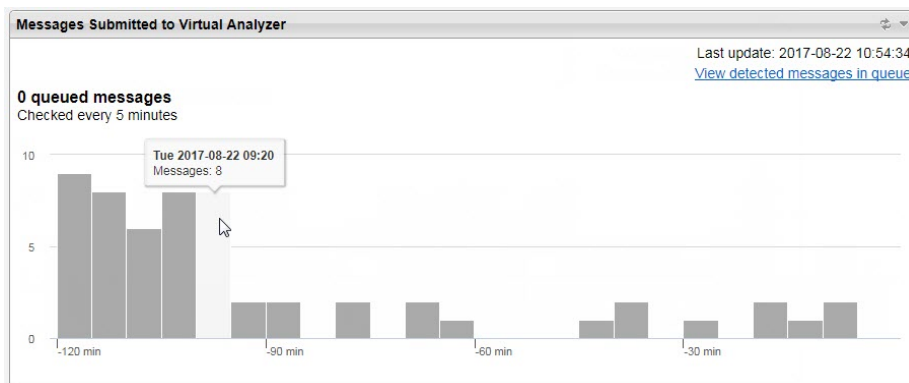 Messages Submitted to Virtual Analyzer
Last update: 2017-08-22 10:54:34
View detected messages in queue
0 queued messages
Checked every 5 minutes
Tue 2017-08-22 09:20
Messages: 8
10
5
0
-120 min
-90 min
-60 min
-30 min